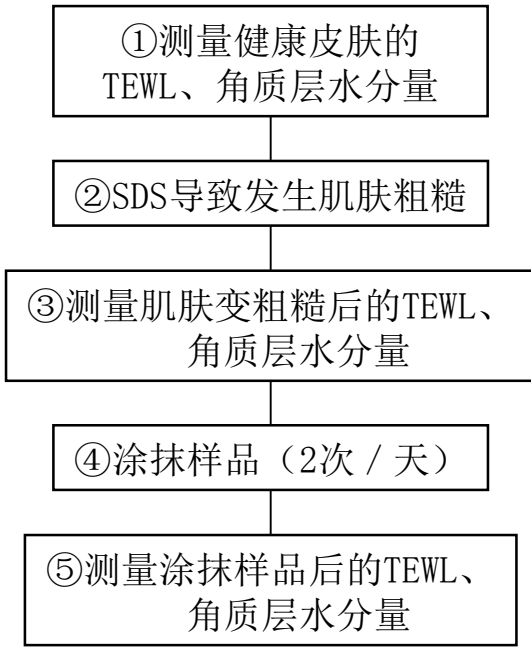 ①测量健康皮肤的
TEWL、角质层水分量
②SDS导致发生肌肤粗糙
③测量肌肤变粗糙后的TEWL、
角质层水分量
④涂抹样品（2次／天）
⑤测量涂抹样品后的TEWL、
角质层水分量